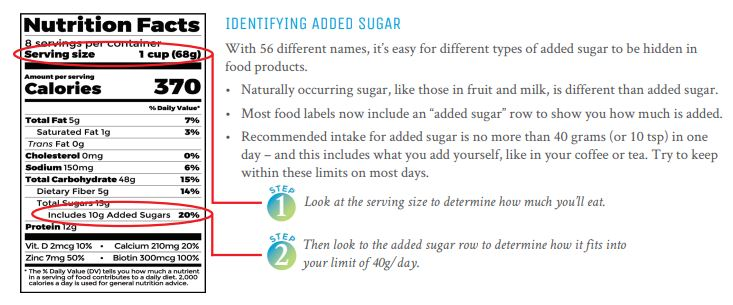 Nutrition Facts
8 servings per container
Serving size 1 cup (68g)
Amount per serving
Calories 370
% Daily Value*
Total Fat 5g 7%
Saturated Fat 1g 3%
Trans Fat 0g
Cholesterol 0mg 0%
Sodium 150mg 6%
Total Carbohydrate 48g 15%
Dietary Fiber 5g 14%
Total Sugars 13g
Includes 10g Added Sugars 20%
Protein 12g
Vit. D 2mcg 10% • Calcium 210mg 20%
Zinc 7mg 50% • Biotin 300mcg 100%
* The % Daily Value (DV) tells you how much a nutrient
in a serving of food contributes to a daily diet. 2,000
calories a day is used for general nutrition advice.
IDENTIFYING ADDED SUGAR
With 56 different names, it's easy for different types of added sugar to be hidden in
food products.
• Naturally occurring sugar, like those in fruit and milk, is different than added sugar.
• Most food labels now include an “added sugar” row to show you how much is added.
• Recommended intake for added sugar is no more than 40 grams (or 10 tsp) in one
day – and this includes what you add yourself, like in your coffee or tea. Try to keep
within these limits on most days.
STEP
1
Look at the serving size to determine how much you'll eat.
STEP
2
Then look to the added sugar row to determine how it fits into
your limit of 40g/day.